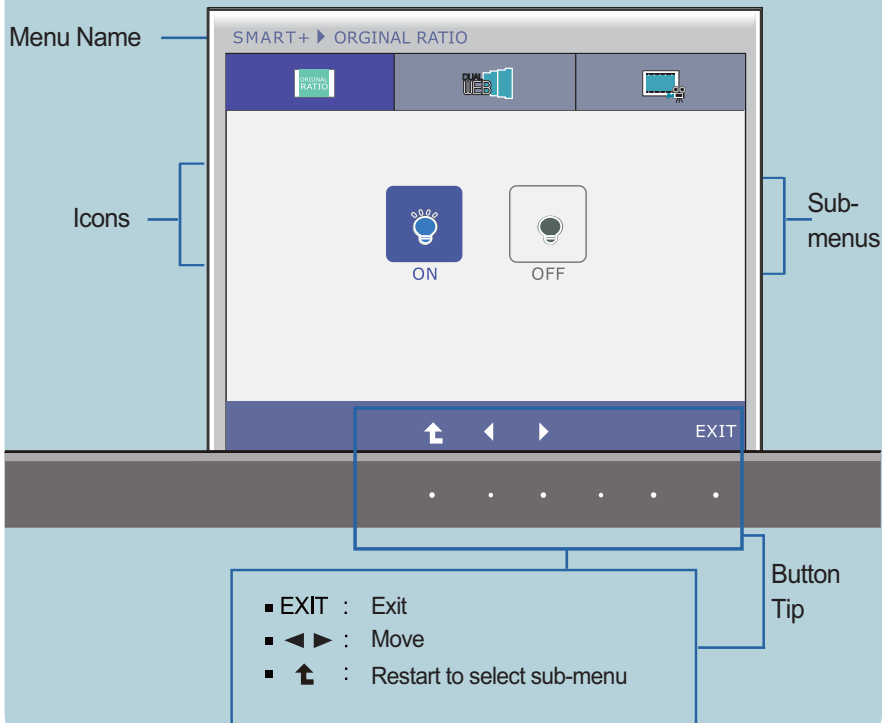 Menu Name
SMART+ ▶ ORGINAL RATIO
ORGINAL
RATIO
DUAL
WEB
Icons
Sub-
menus
ON
OFF
EXIT
Button
Tip
▪ EXIT : Exit
▪ ◀ ▶ : Move
▪ : Restart to select sub-menu